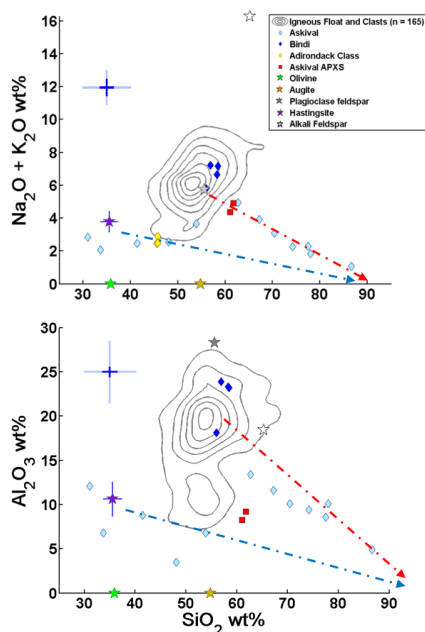 16
14
12
10
8
6
4
2
0
Na2O + K2O wt%
30
40
50
60
70
80
90
Igneous Float and Clasts (n = 165)
Askival
Bindi
Adirondack Class
Askival APXS
Olivine
Augite
Plagioclase feldspar
Hastingsite
Alkali Feldspar
30
25
20
15
10
5
0
Al2O3 wt%
30
40
50
60
70
80
90
SiO2 wt%